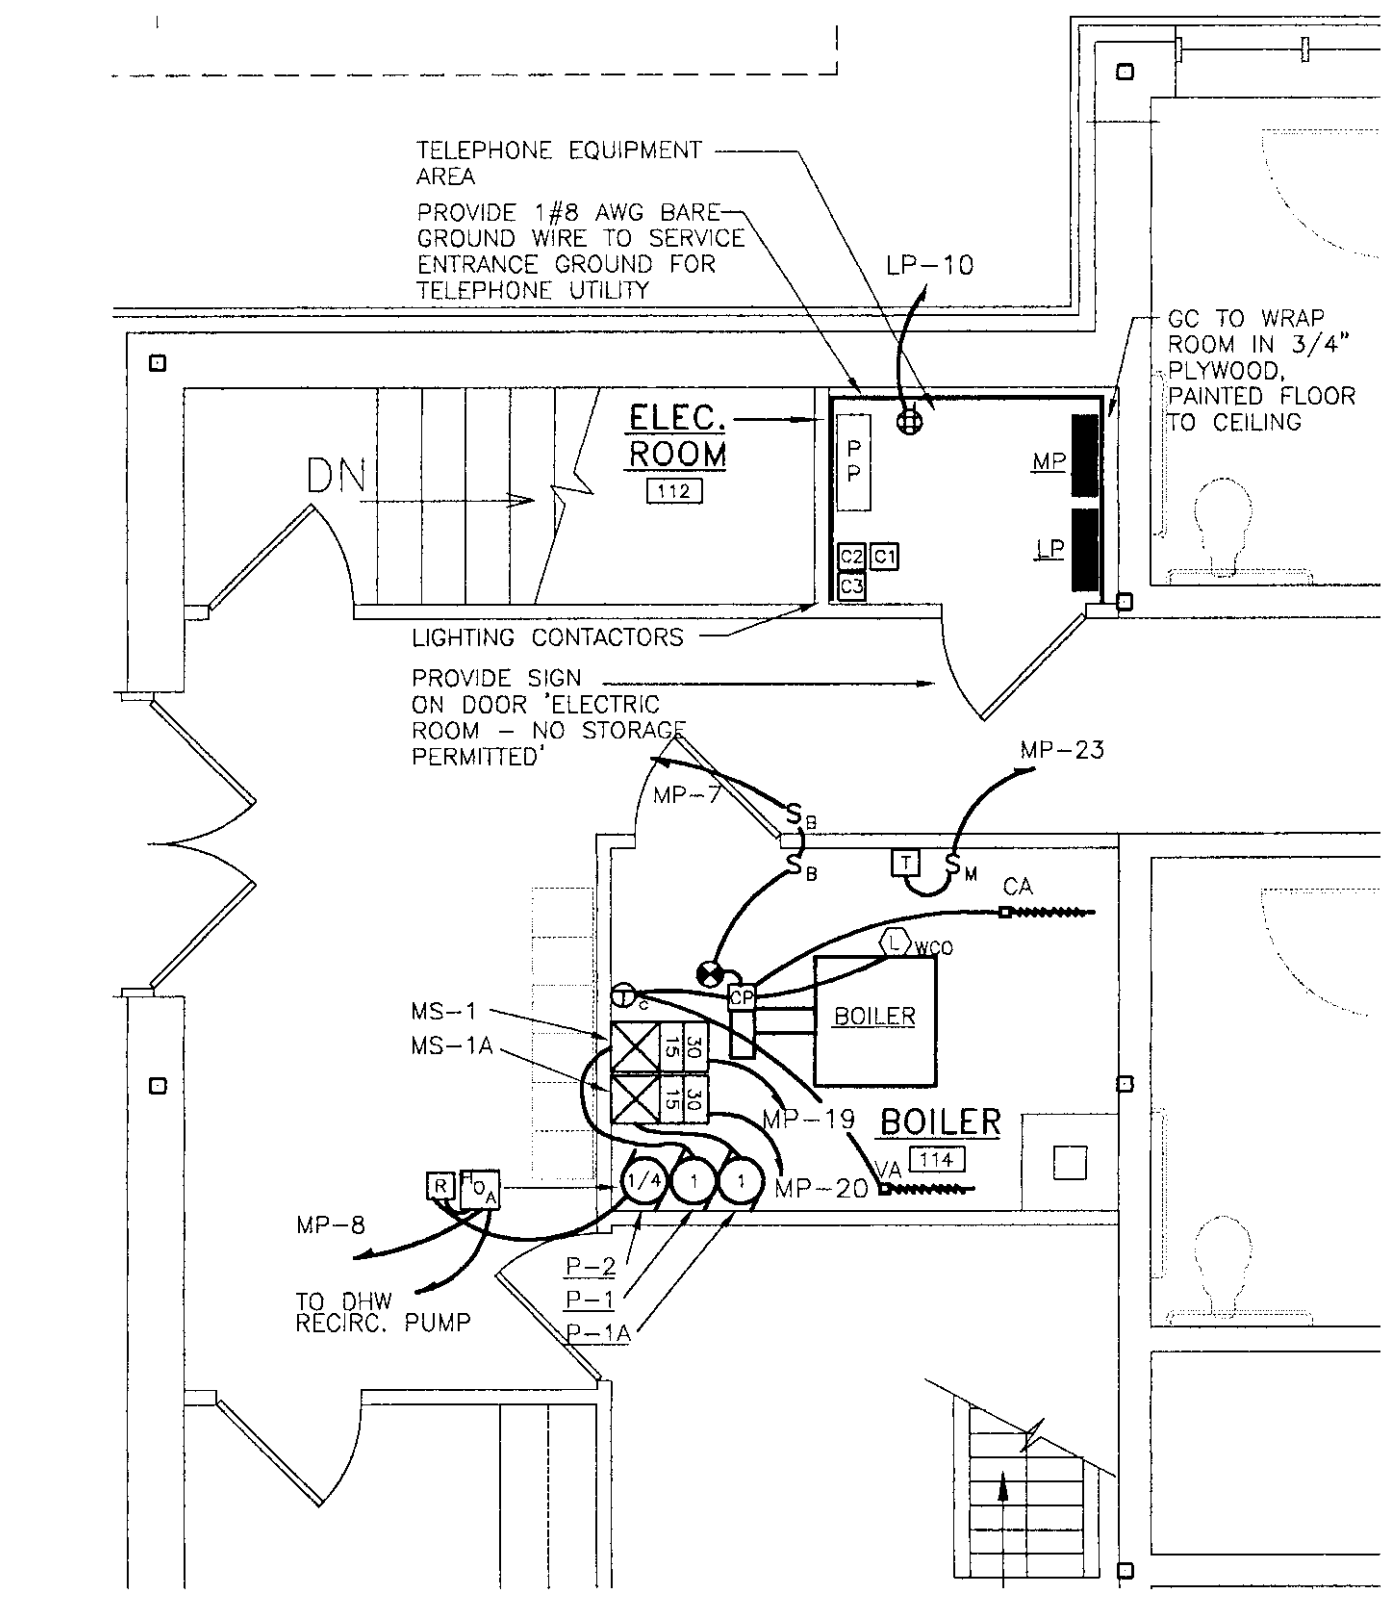 TELEPHONE EQUIPMENT
AREA
PROVIDE 1#8 AWG BARE
GROUND WIRE TO SERVICE
ENTRANCE GROUND FOR
TELEPHONE UTILITY
LP-10
GC TO WRAP
ROOM IN 3/4"
PLYWOOD,
PAINTED FLOOR
TO CEILING
ELEC.
ROOM
112
DN
PP
MP
LP
C2 C1
C3
LIGHTING CONTACTORS
PROVIDE SIGN
ON DOOR 'ELECTRIC
ROOM - NO STORAGE
PERMITTED'
MP-7
MP-23
S B
S B
T
S M
CA
L WCO
T C
CP
BOILER
MS-1
MS-1A
15 30
15 30
MP-19
BOILER
114
VA
MP-20
R
H O A
1/4 1 1
MP-8
TO DHW
RECIRC. PUMP
P-2
P-1
P-1A